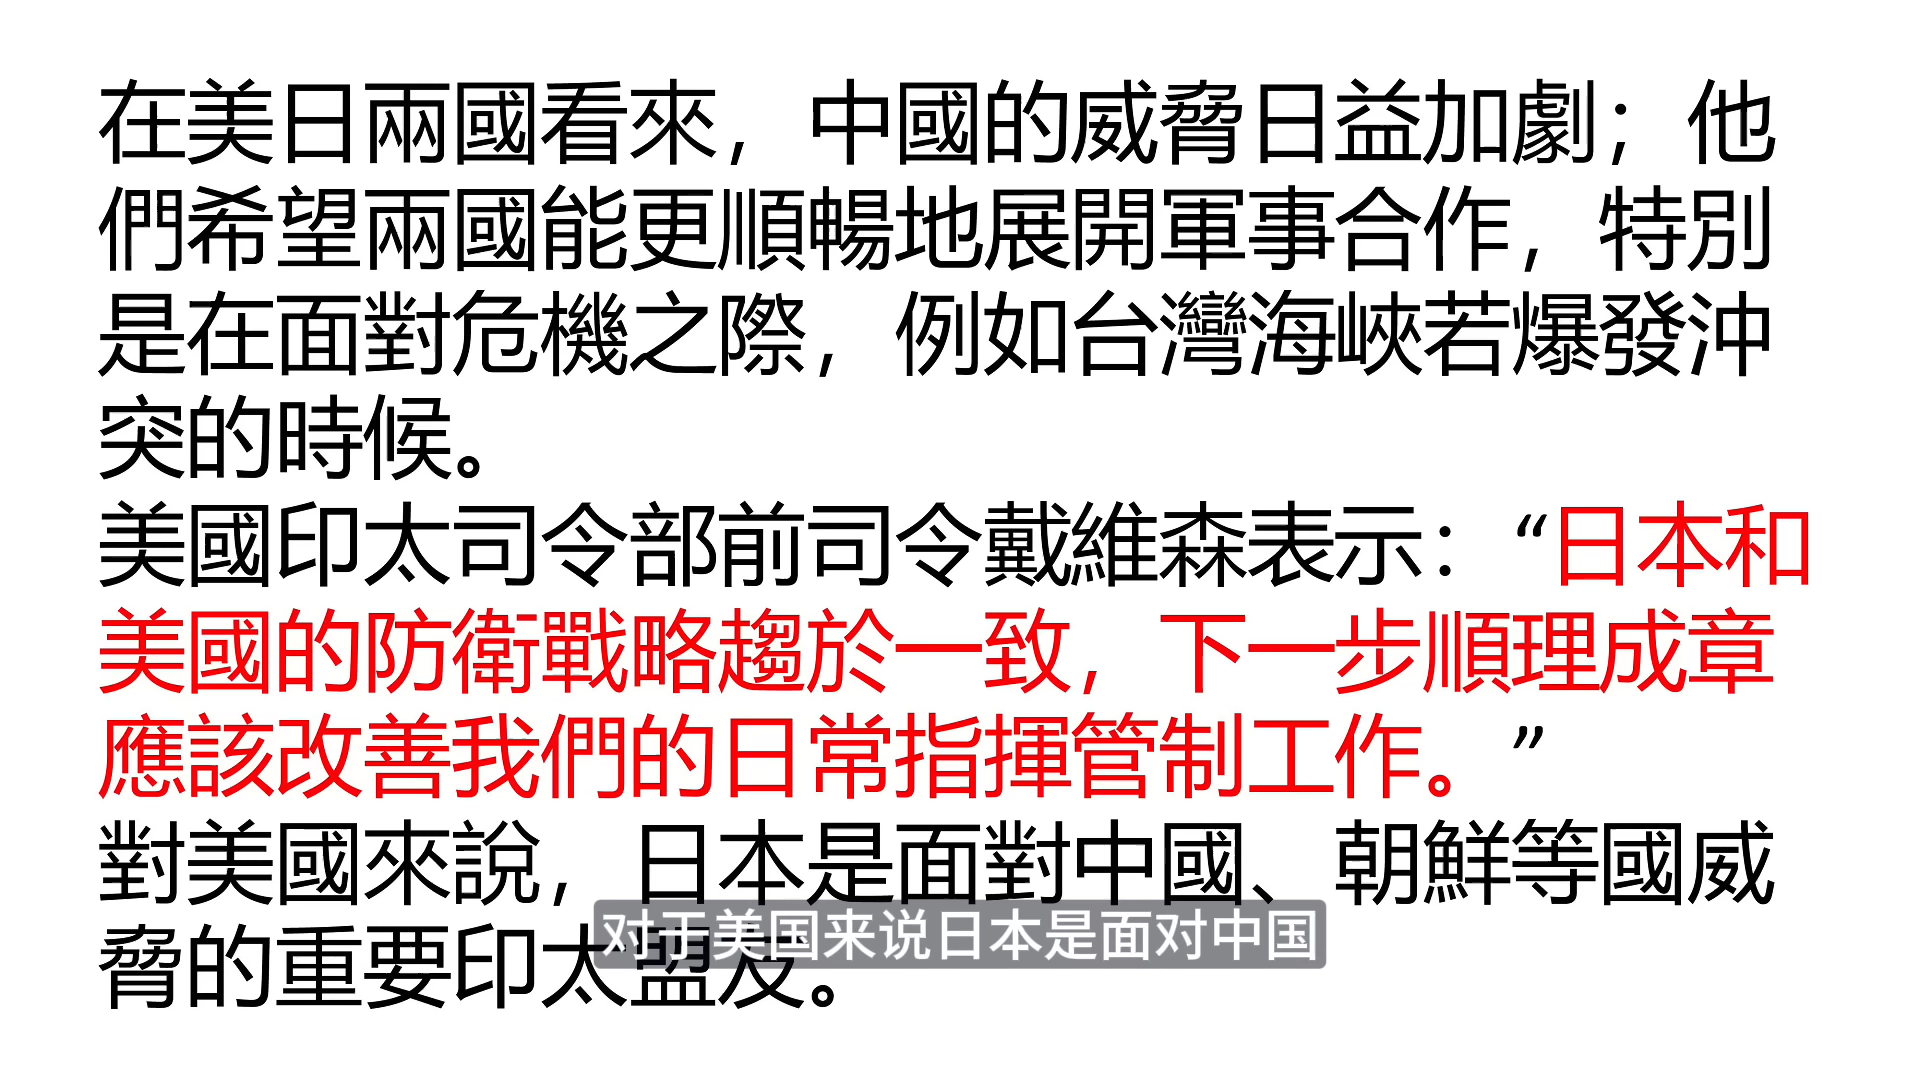 在美日兩國看來，中國的威脅日益加劇；他
們希望兩國能更順暢地展開軍事合作，特別
是在面對危機之際，例如台灣海峽若爆發沖
突的時候。
美國印太司令部前司令戴維森表示：“日本和
美國的防衛戰略趨於一致，下一步順理成章
應該改善我們的日常指揮管制工作。”
對美國來說，日本是面對中國、朝鮮等國威
脅的重要印太盟友。
对于美国来说日本是面对中国